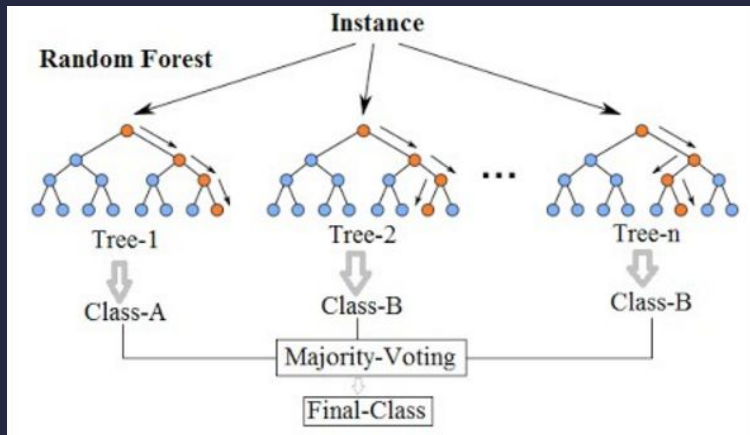 Instance
Random Forest
...
Tree-1
Tree-2
Tree-n
Class-A
Class-B
Class-B
Majority-Voting
Final-Class